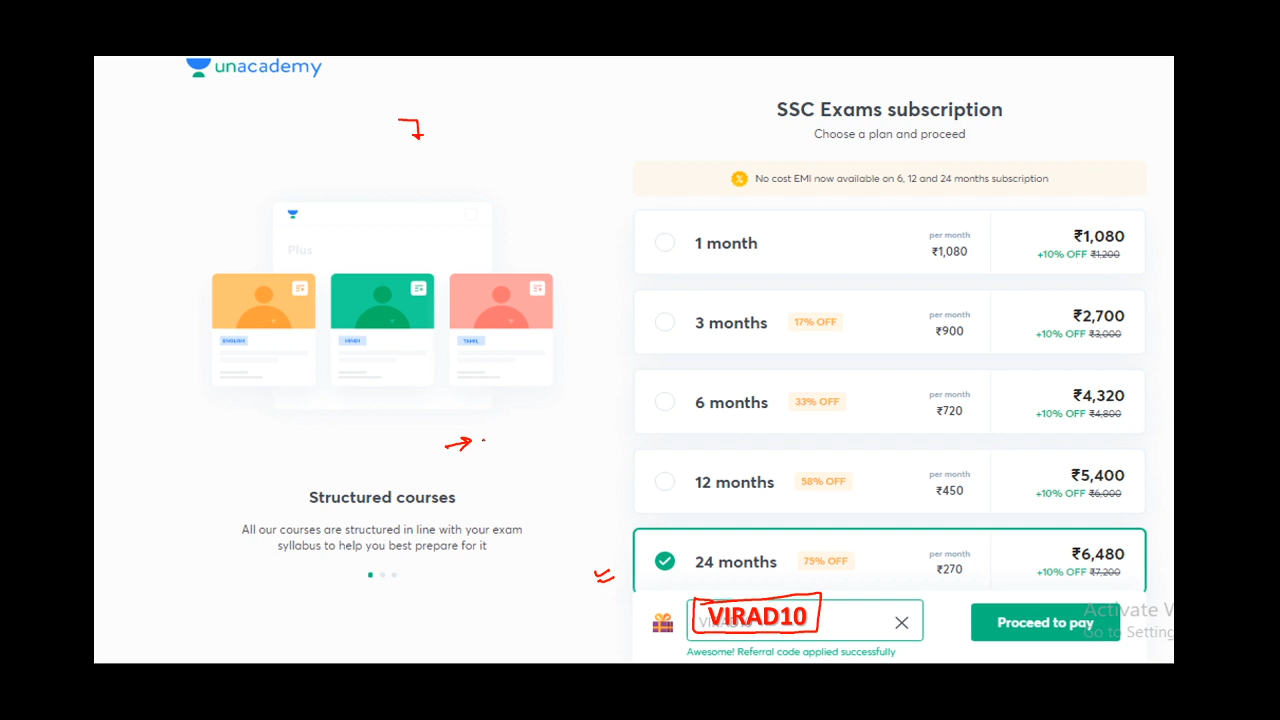 unacademy
SSC Exams subscription
Choose a plan and proceed
No cost EMI now available on 6, 12 and 24 months subscription
1 month
per month
₹1,080
₹1,080
+10% OFF ₹1,200
Plus
3 months 17% OFF
per month
₹900
₹2,700
+10% OFF ₹3,000
ENGLISH HINDI TAMIL
6 months 33% OFF
per month
₹720
₹4,320
+10% OFF ₹4,800
12 months 58% OFF
per month
₹450
₹5,400
+10% OFF ₹6,000
Structured courses
All our courses are structured in line with your exam
syllabus to help you best prepare for it
24 months 75% OFF
per month
₹270
₹6,480
+10% OFF ₹7,200
VIRAD10
Proceed to pay
Awesome! Referral code applied successfully
Activate
Go to Setting